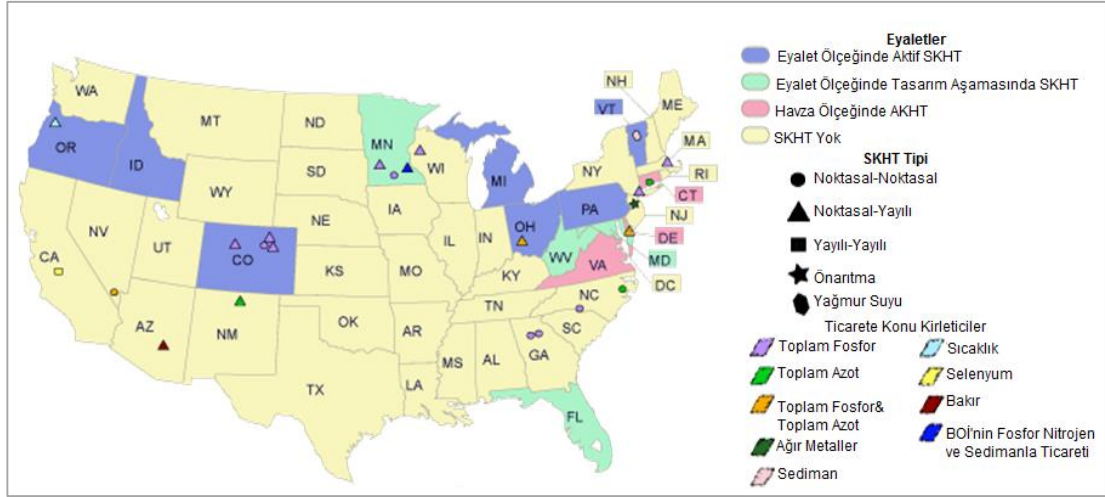 Eyaletler
Eyalet Ölçeğinde Aktif SKHT
Eyalet Ölçeğinde Tasarım Aşamasında SKHT
Havza Ölçeğinde AKHT
SKHT Yok
SKHT Tipi
Noktasal-Noktasal
Noktasal-Yayılı
Yayılı-Yayılı
Önarıtma
Yağmur Suyu
Ticarete Konu Kirleticiler
Toplam Fosfor
Sıcaklık
Toplam Azot
Selenyum
Toplam Fosfor&
Toplam Azot
Bakır
Ağır Metaller
BOİ'nin Fosfor Nitrojen
ve Sedimanla Ticareti
Sediman
WA
MT
ND
MN
OR
ID
SD
WI
WY
MI
NE
IA
NV
UT
CO
CA
KS
MO
IL
IN
OH
PA
NY
VT
NH
ME
MA
RI
CT
NJ
DE
MD
DC
WV
VA
KY
TN
NC
SC
AZ
NM
OK
AR
MS
AL
GA
TX
LA
FL